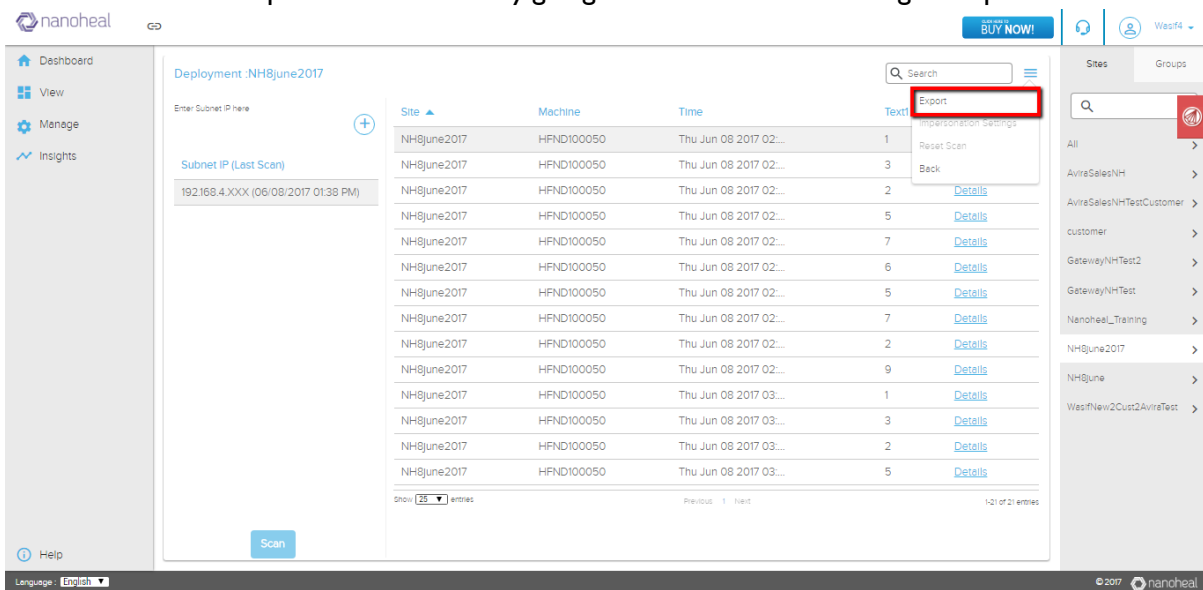 nanoheal
CLICK HERE TO
BUY NOW!
Wasif4
Dashboard
View
Manage
Insights
Help
Deployment :NH8june2017
Search
Enter Subnet IP here
Subnet IP (Last Scan)
192.168.4.XXX (06/08/2017 01:38 PM)
Scan
Site Machine Time Text1
Export
Impersonation Settings
Reset Scan
Back
NH8june2017 HFND100050 Thu Jun 08 2017 02:... 1
NH8june2017 HFND100050 Thu Jun 08 2017 02:... 3
NH8june2017 HFND100050 Thu Jun 08 2017 02:... 2 Details
NH8june2017 HFND100050 Thu Jun 08 2017 02:... 5 Details
NH8june2017 HFND100050 Thu Jun 08 2017 02:... 7 Details
NH8june2017 HFND100050 Thu Jun 08 2017 02:... 6 Details
NH8june2017 HFND100050 Thu Jun 08 2017 02:... 5 Details
NH8june2017 HFND100050 Thu Jun 08 2017 02:... 7 Details
NH8june2017 HFND100050 Thu Jun 08 2017 02:... 2 Details
NH8june2017 HFND100050 Thu Jun 08 2017 02:... 9 Details
NH8june2017 HFND100050 Thu Jun 08 2017 03:... 1 Details
NH8june2017 HFND100050 Thu Jun 08 2017 03:... 3 Details
NH8june2017 HFND100050 Thu Jun 08 2017 03:... 2 Details
NH8june2017 HFND100050 Thu Jun 08 2017 03:... 5 Details
Show 25 entries Previous 1 Next 1-21 of 21 entries
Sites Groups
All
AviraSalesNH
AviraSalesNHTestCustomer
customer
GatewayNHTest2
GatewayNHTest
Nanoheal_Training
NH8june2017
NH8june
WasifNew2Cust2AviraTest
Language : English
© 2017 nanoheal